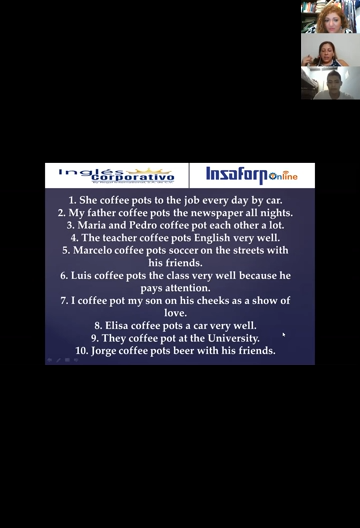 Inglés
Corporativo
Insaforp Online
1. She coffee pots to the job every day by car.
2. My father coffee pots the newspaper all nights.
3. Maria and Pedro coffee pot each other a lot.
4. The teacher coffee pots English very well.
5. Marcelo coffee pots soccer on the streets with
his friends.
6. Luis coffee pots the class very well because he
pays attention.
7. I coffee pot my son on his cheeks as a show of
love.
8. Elisa coffee pots a car very well.
9. They coffee pot at the University.
10. Jorge coffee pots beer with his friends.